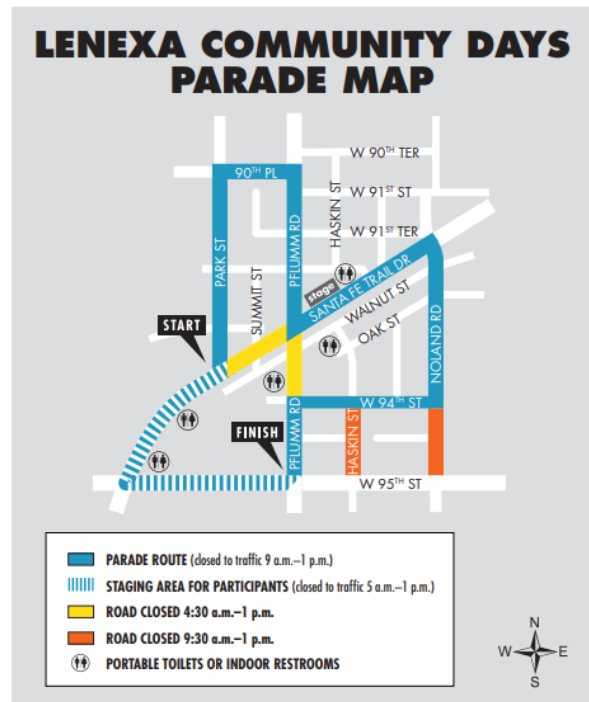 LENEXA COMMUNITY DAYS
PARADE MAP
W 90TH TER
90TH PL
HASKIN ST
W 91ST ST
W 91ST TER
PARK ST
PFLUMM RD
SUMMIT ST
stage
SANTA FE TRAIL DR
WALNUT ST
OAK ST
START
NOLAND RD
W 94TH ST
FINISH
PFLUMM RD
HASKIN ST
W 95TH ST
PARADE ROUTE (closed to traffic 9 a.m.–1 p.m.)
STAGING AREA FOR PARTICIPANTS (closed to traffic 5 a.m.–1 p.m.)
ROAD CLOSED 4:30 a.m.–1 p.m.
ROAD CLOSED 9:30 a.m.–1 p.m.
PORTABLE TOILETS OR INDOOR RESTROOMS
N
W E
S